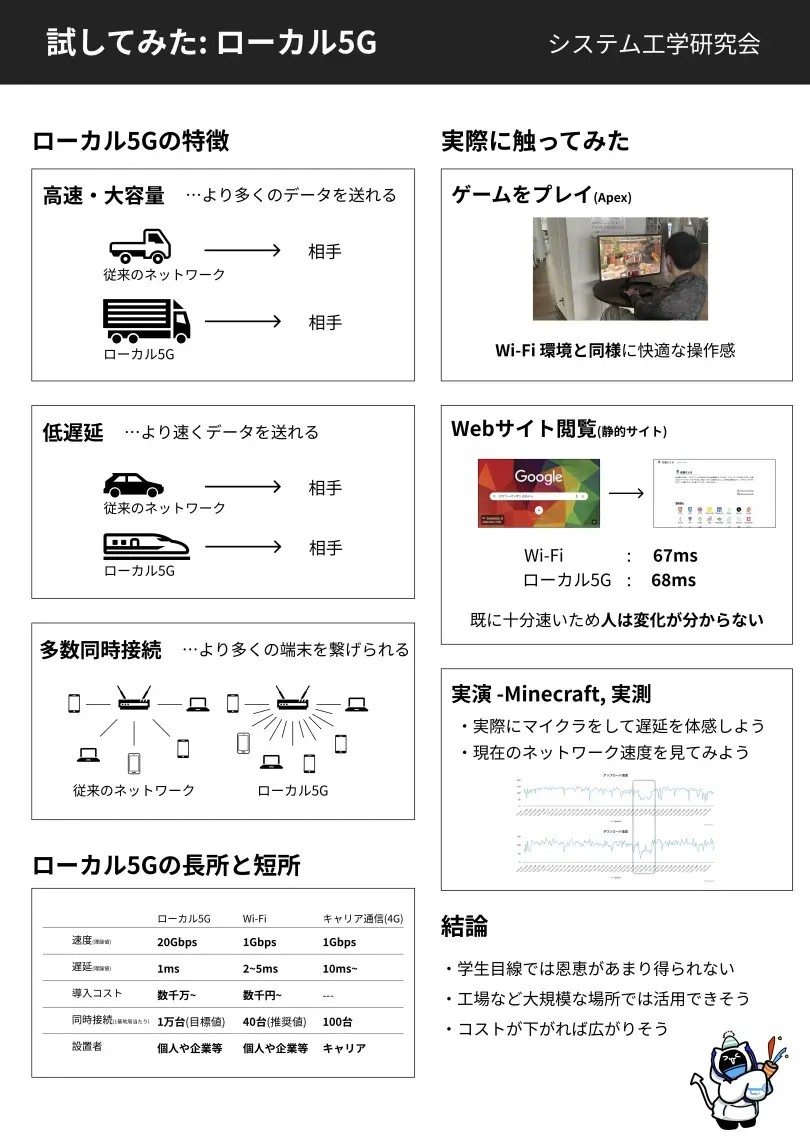 試してみた: ローカル5G
システム工学研究会
ローカル5Gの特徴
高速・大容量 …より多くのデータを送れる
相手
従来のネットワーク
相手
ローカル5G
低遅延 …より速くデータを送れる
相手
従来のネットワーク
相手
ローカル5G
多数同時接続 …より多くの端末を繋げられる
従来のネットワーク ローカル5G
ローカル5Gの長所と短所
ローカル5G Wi-Fi キャリア通信(4G)
速度(理論値) 20Gbps 1Gbps 1Gbps
遅延(理論値) 1ms 2~5ms 10ms~
導入コスト 数千万~ 数千円~ ---
同時接続(1基地局当たり) 1万台(目標値) 40台(推奨値) 100台
設置者 個人や企業等 個人や企業等 キャリア
実際に触ってみた
ゲームをプレイ(Apex)
Wi-Fi 環境と同様に快適な操作感
Webサイト閲覧(静的サイト)
Google
Wi-Fi : 67ms
ローカル5G : 68ms
既に十分速いため人は変化が分からない
実演 -Minecraft, 実測
・実際にマイクラをして遅延を体感しよう
・現在のネットワーク速度を見てみよう
アップロード速度
ダウンロード速度
結論
・学生目線では恩恵があまり得られない
・工場など大規模な場所では活用できそう
・コストが下がれば広がりそう